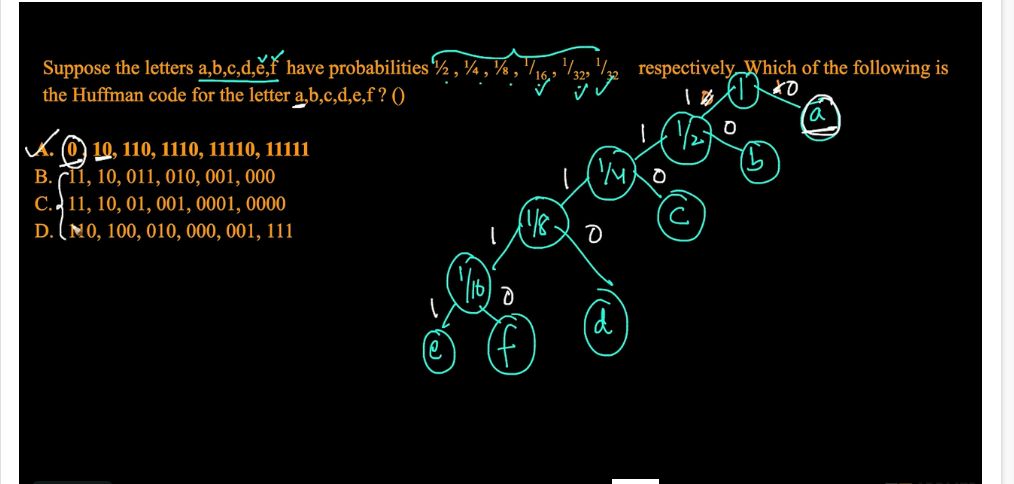 Suppose the letters a,b,c,d,e,f have probabilities ½, ¼, ⅛, 1/16, 1/32, 1/32 respectively. Which of the following is
the Huffman code for the letter a,b,c,d,e,f ? ()
A. 0, 10, 110, 1110, 11110, 11111
B. 11, 10, 011, 010, 001, 000
C. 11, 10, 01, 001, 0001, 0000
D. 110, 100, 010, 000, 001, 111
1 1 0
a
1 1/2 0
b
1 1/4 0
c
1 1/8 0
1 1/16 0
d
e f